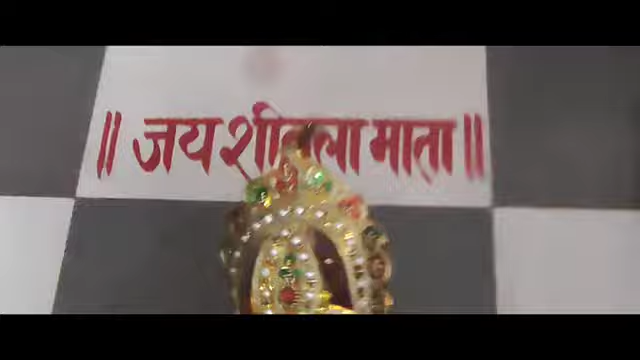 ॥ जय शीतला माता ॥